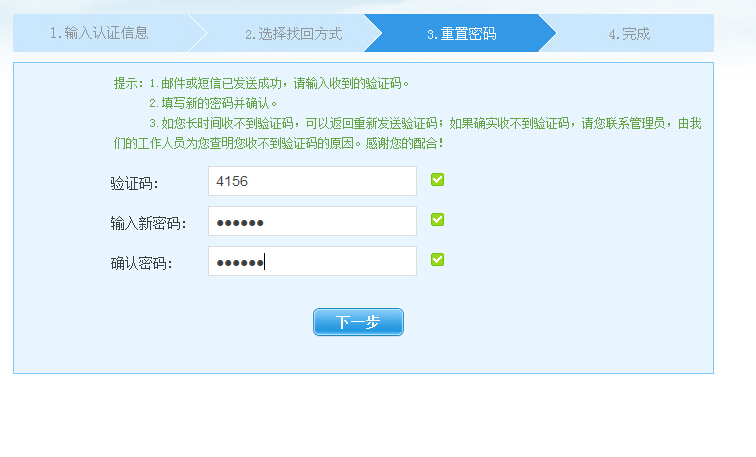 1.输入认证信息
2.选择找回方式
3.重置密码
4.完成
提示：1.邮件或短信已发送成功，请输入收到的验证码。
2.填写新的密码并确认。
3.如您长时间收不到验证码，可以返回重新发送验证码；如果确实收不到验证码，请您联系管理员，由我
们的工作人员为您查明您收不到验证码的原因。感谢您的配合！
验证码: 4156
输入新密码: ●●●●●●
确认密码: ●●●●●●
下一步